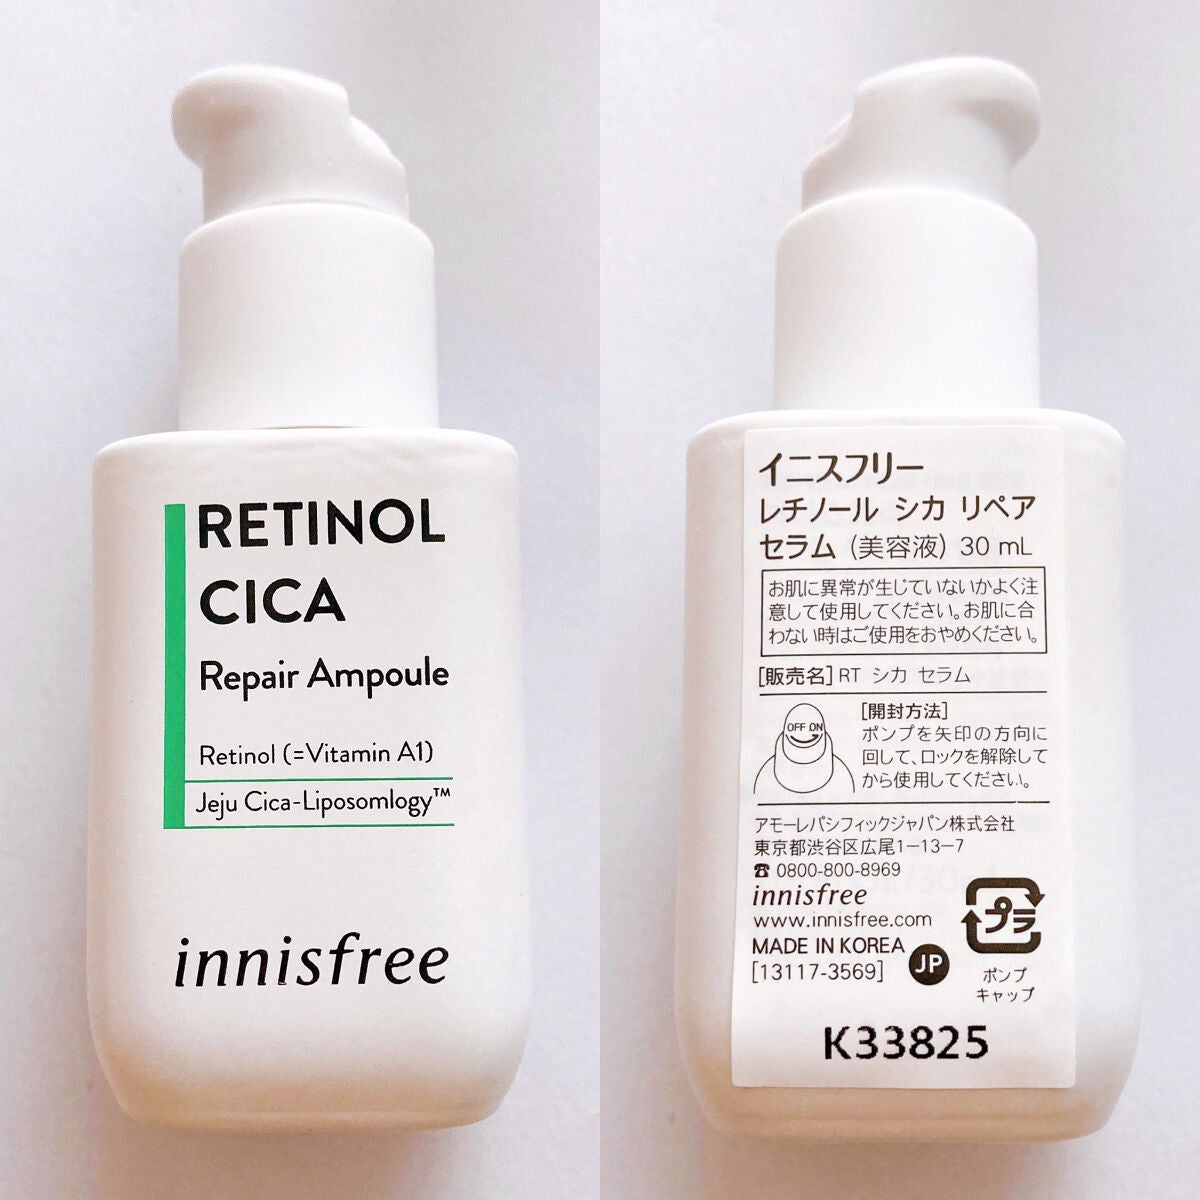 RETINOL
CICA
Repair Ampoule
Retinol (=Vitamin A1)
Jeju Cica-Liposomlogy™
innisfree
イニスフリー
レチノール シカ リペア
セラム (美容液) 30 mL
お肌に異常が生じていないかよく注
意して使用してください。お肌に合
わない時はご使用をおやめください。
[販売名] RT シカ セラム
OFF ON
[開封方法]
ポンプを矢印の方向に
回して、ロックを解除して
から使用してください。
アモーレパシフィックジャパン株式会社
東京都渋谷区広尾1-13-7
☎ 0800-800-8969
innisfree
www.innisfree.com
MADE IN KOREA
[13117-3569]
JP
プラ
ポンプ
キャップ
K33825